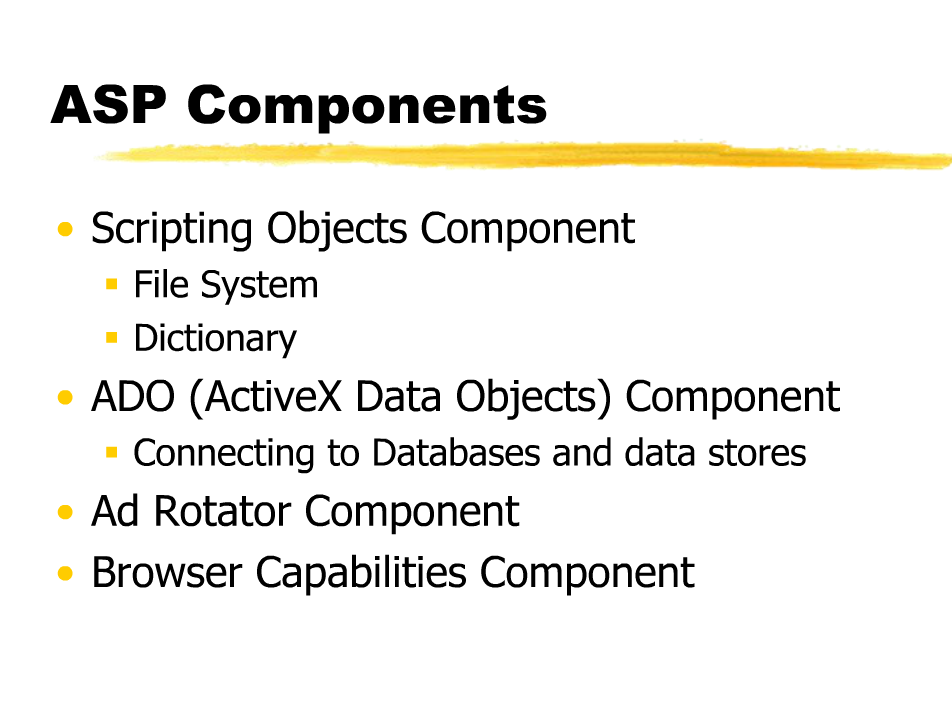 ASP Components
• Scripting Objects Component
▪ File System
▪ Dictionary
• ADO (ActiveX Data Objects) Component
▪ Connecting to Databases and data stores
• Ad Rotator Component
• Browser Capabilities Component